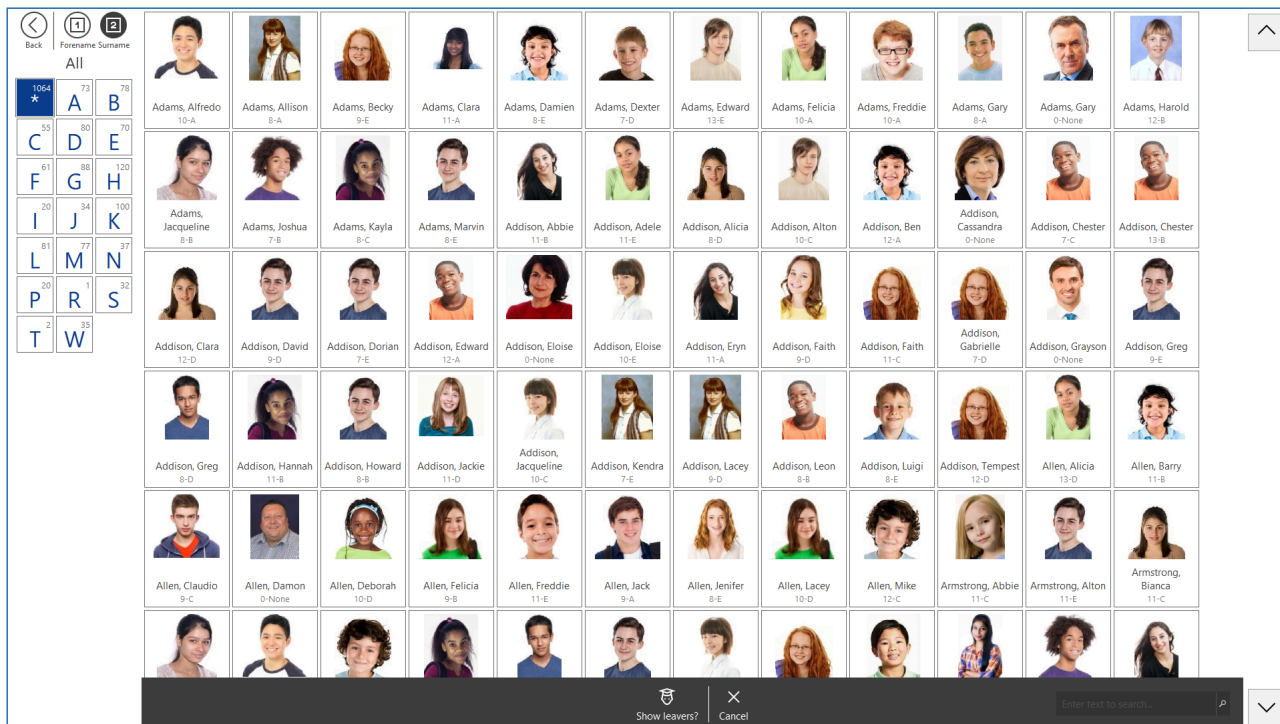 Back
1
Forename
2
Surname
All
1064
*
73
A
78
B
55
C
80
D
70
E
61
F
88
G
120
H
20
I
34
J
100
K
81
L
77
M
37
N
20
P
1
R
32
S
2
T
35
W
Adams, Alfredo
10-A
Adams, Allison
8-A
Adams, Becky
9-E
Adams, Clara
11-A
Adams, Damien
8-E
Adams, Dexter
7-D
Adams, Edward
13-E
Adams, Felicia
10-A
Adams, Freddie
10-A
Adams, Gary
8-A
Adams, Gary
0-None
Adams, Harold
12-B
Adams,
Jacqueline
8-B
Adams, Joshua
7-B
Adams, Kayla
8-C
Adams, Marvin
8-E
Addison, Abbie
11-B
Addison, Adele
11-E
Addison, Alicia
8-D
Addison, Alton
10-C
Addison, Ben
12-A
Addison,
Cassandra
0-None
Addison, Chester
7-C
Addison, Chester
13-B
Addison, Clara
12-D
Addison, David
9-D
Addison, Dorian
7-E
Addison, Edward
12-A
Addison, Eloise
0-None
Addison, Eloise
10-E
Addison, Eryn
11-A
Addison, Faith
9-D
Addison, Faith
11-C
Addison,
Gabrielle
7-D
Addison, Grayson
0-None
Addison, Greg
9-E
Addison, Greg
8-D
Addison, Hannah
11-B
Addison, Howard
8-B
Addison, Jackie
11-D
Addison,
Jacqueline
10-C
Addison, Kendra
7-E
Addison, Lacey
9-D
Addison, Leon
8-B
Addison, Luigi
8-E
Addison, Tempest
12-D
Allen, Alicia
13-D
Allen, Barry
11-B
Allen, Claudio
9-C
Allen, Damon
0-None
Allen, Deborah
10-D
Allen, Felicia
9-B
Allen, Freddie
11-E
Allen, Jack
9-A
Allen, Jenifer
8-E
Allen, Lacey
10-D
Allen, Mike
12-C
Armstrong, Abbie
11-C
Armstrong, Alton
11-E
Armstrong,
Bianca
11-C
Show leavers?
Cancel
Enter text to search...